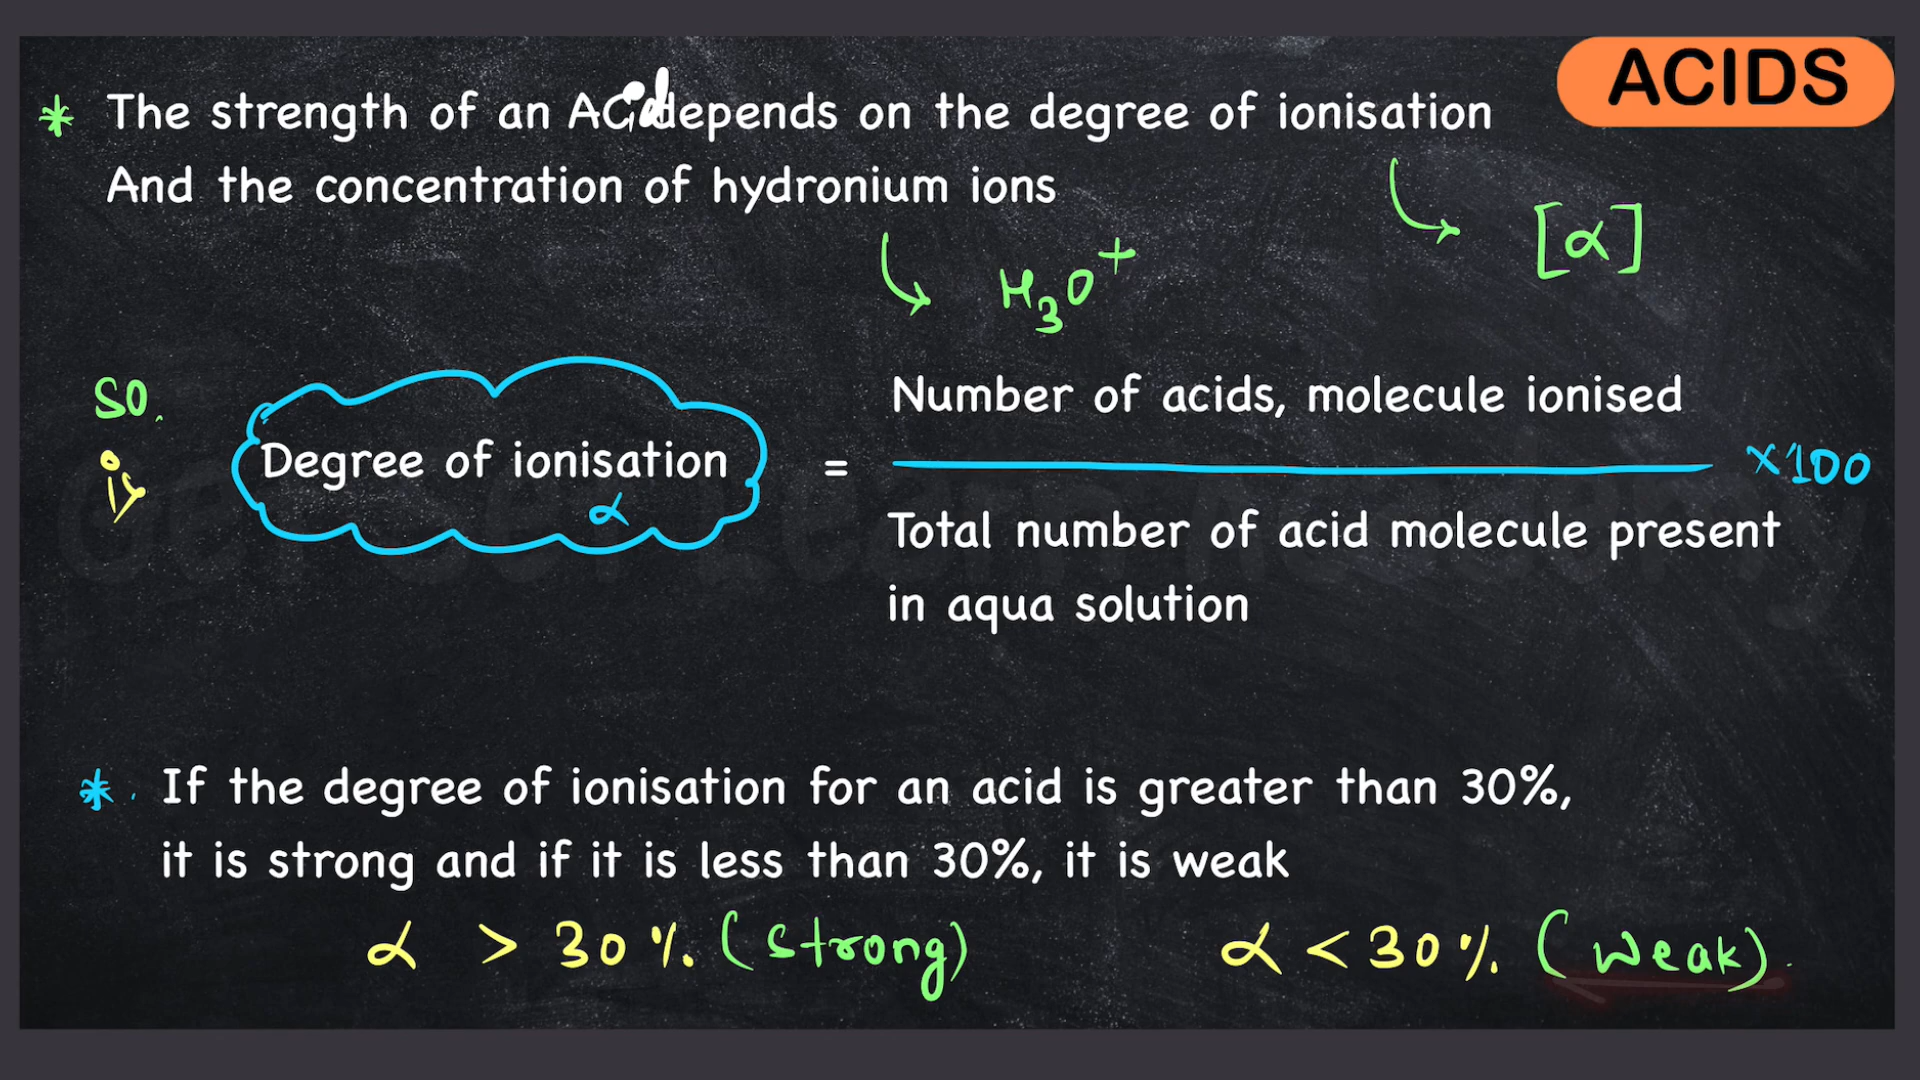 ACIDS
* The strength of an Acid depends on the degree of ionisation
And the concentration of hydronium ions
[α]
H₃O⁺
SO.
is
Degree of ionisation
α
=
Number of acids, molecule ionised
×100
Total number of acid molecule present
in aqua solution
*. If the degree of ionisation for an acid is greater than 30%,
it is strong and if it is less than 30%, it is weak
α > 30%. (strong)
α < 30%. (weak).